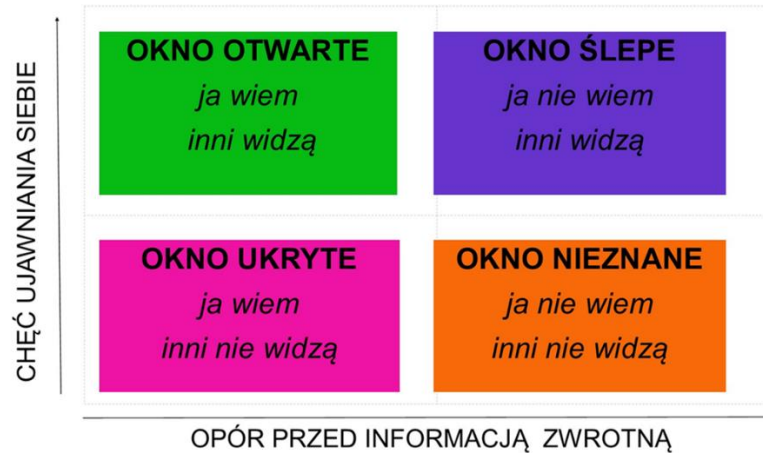 CHĘĆ UJAWNIANIA SIEBIE
OKNO OTWARTE
ja wiem
inni widzą
OKNO ŚLEPE
ja nie wiem
inni widzą
OKNO UKRYTE
ja wiem
inni nie widzą
OKNO NIEZNANE
ja nie wiem
inni nie widzą
OPÓR PRZED INFORMACJĄ ZWROTNĄ